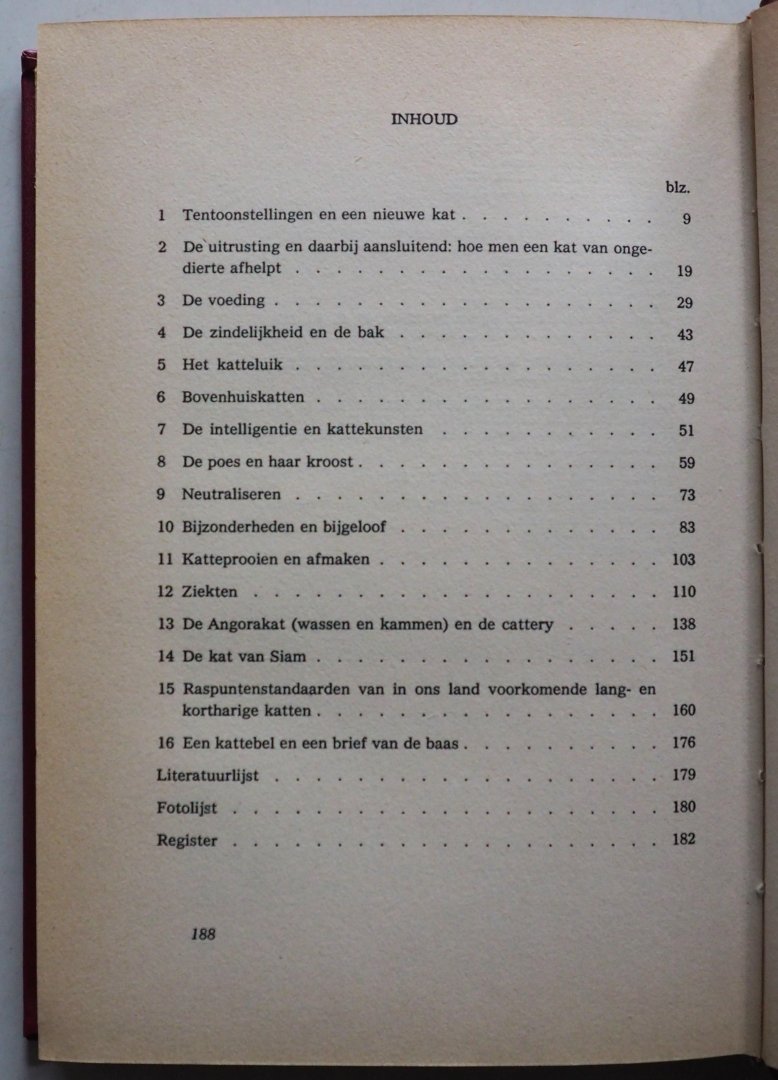 INHOUD
blz.
1 Tentoonstellingen en een nieuwe kat . . . . . . . . . . 9
2 De uitrusting en daarbij aansluitend: hoe men een kat van onge-
dierte afhelpt . . . . . . . . . . . . . . . . . . 19
3 De voeding . . . . . . . . . . . . . . . . . . . 29
4 De zindelijkheid en de bak . . . . . . . . . . . . . 43
5 Het katteluik . . . . . . . . . . . . . . . . . . 47
6 Bovenhuiskatten . . . . . . . . . . . . . . . . . 49
7 De intelligentie en kattekunsten . . . . . . . . . . . 51
8 De poes en haar kroost . . . . . . . . . . . . . . . 59
9 Neutraliseren . . . . . . . . . . . . . . . . . . 73
10 Bijzonderheden en bijgeloof . . . . . . . . . . . . . 83
11 Katteprooien en afmaken . . . . . . . . . . . . . . 103
12 Ziekten . . . . . . . . . . . . . . . . . . . . 110
13 De Angorakat (wassen en kammen) en de cattery . . . . . 138
14 De kat van Siam . . . . . . . . . . . . . . . . . 151
15 Raspuntenstandaarden van in ons land voorkomende lang- en
kortharige katten . . . . . . . . . . . . . . . . . 160
16 Een kattebel en een brief van de baas . . . . . . . . . . 176
Literatuurlijst . . . . . . . . . . . . . . . . . . . 179
Fotolijst . . . . . . . . . . . . . . . . . . . . . 180
Register . . . . . . . . . . . . . . . . . . . . . 182
188